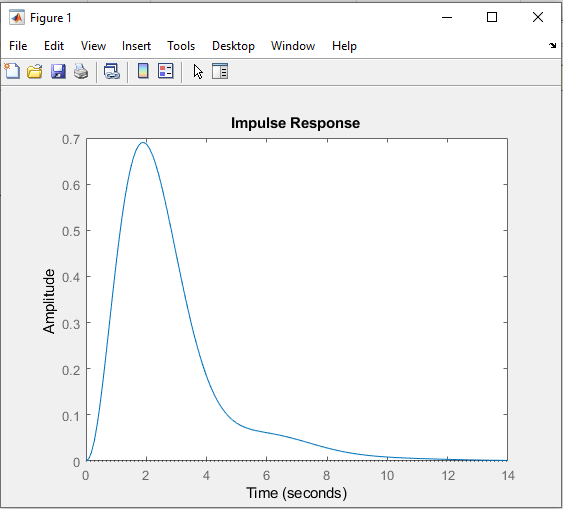 Figure 1
File Edit View Insert Tools Desktop Window Help
Impulse Response
Amplitude
0.7
0.6
0.5
0.4
0.3
0.2
0.1
0
0 2 4 6 8 10 12 14
Time (seconds)